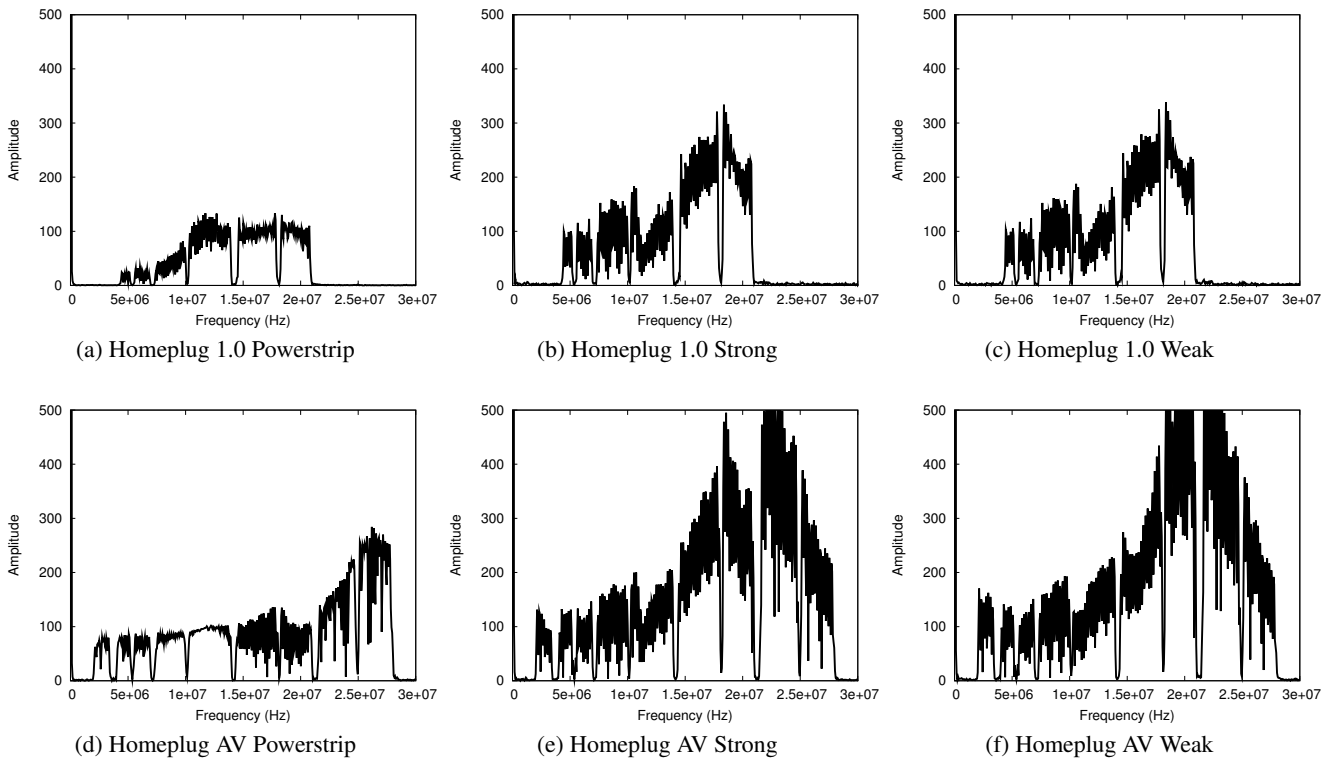 500 500 500
400 400 400
300 300 300
200 200 200
100 100 100
0 0 0
Amplitude Amplitude Amplitude
0 5e+06 1e+07 1.5e+07 2e+07 2.5e+07 3e+07 0 5e+06 1e+07 1.5e+07 2e+07 2.5e+07 3e+07 0 5e+06 1e+07 1.5e+07 2e+07 2.5e+07 3e+07
Frequency (Hz) Frequency (Hz) Frequency (Hz)
(a) Homeplug 1.0 Powerstrip (b) Homeplug 1.0 Strong (c) Homeplug 1.0 Weak
500 500 500
400 400 400
300 300 300
200 200 200
100 100 100
0 0 0
Amplitude Amplitude Amplitude
0 5e+06 1e+07 1.5e+07 2e+07 2.5e+07 3e+07 0 5e+06 1e+07 1.5e+07 2e+07 2.5e+07 3e+07 0 5e+06 1e+07 1.5e+07 2e+07 2.5e+07 3e+07
Frequency (Hz) Frequency (Hz) Frequency (Hz)
(d) Homeplug AV Powerstrip (e) Homeplug AV Strong (f) Homeplug AV Weak